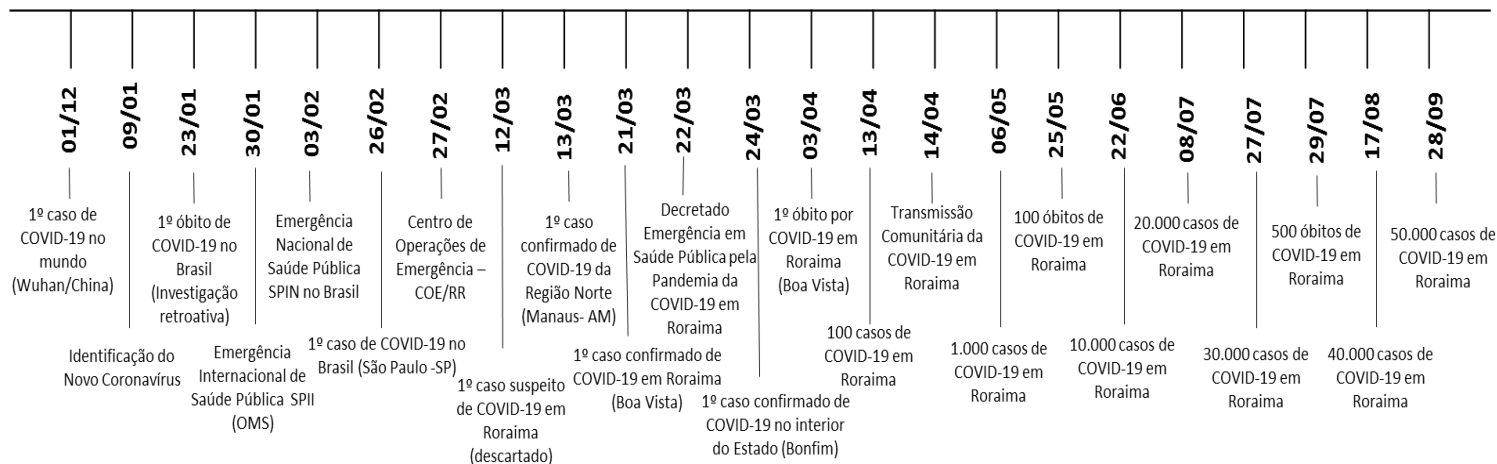 01/12
09/01
23/01
30/01
03/02
26/02
27/02
12/03
13/03
21/03
22/03
24/03
03/04
13/04
14/04
06/05
25/05
22/06
08/07
27/07
29/07
17/08
28/09
1º caso de
COVID-19 no
mundo
(Wuhan/China)
Identificação do
Novo Coronavírus
1º óbito de
COVID-19 no
Brasil
(Investigação
retroativa)
Emergência
Internacional de
Saúde Pública SPII
(OMS)
Emergência
Nacional de
Saúde Pública
SPIN no Brasil
1º caso de COVID-19 no
Brasil (São Paulo -SP)
Centro de
Operações de
Emergência –
COE/RR
1º caso suspeito
de COVID-19 em
Roraima
(descartado)
1º caso
confirmado de
COVID-19 da
Região Norte
(Manaus- AM)
1º caso confirmado de
COVID-19 em Roraima
(Boa Vista)
Decretado
Emergência em
Saúde Pública pela
Pandemia da
COVID-19 em
Roraima
1º caso confirmado de
COVID-19 no interior
do Estado (Bonfim)
1º óbito por
COVID-19 em
Roraima
(Boa Vista)
100 casos de
COVID-19 em
Roraima
Transmissão
Comunitária da
COVID-19 em
Roraima
1.000 casos de
COVID-19 em
Roraima
100 óbitos de
COVID-19 em
Roraima
10.000 casos de
COVID-19 em
Roraima
20.000 casos de
COVID-19 em
Roraima
30.000 casos de
COVID-19 em
Roraima
500 óbitos de
COVID-19 em
Roraima
40.000 casos de
COVID-19 em
Roraima
50.000 casos de
COVID-19 em
Roraima